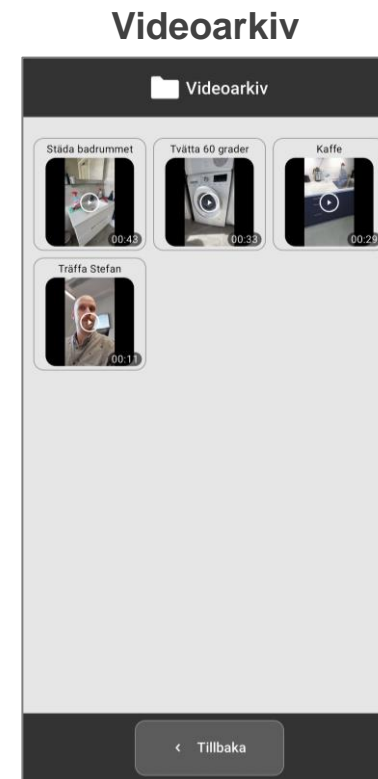 Videoarkiv
Videoarkiv
Städa badrummet
Tvätta 60 grader
Kaffe
00:43
00:33
00:29
Träffa Stefan
00:11
‹ Tillbaka